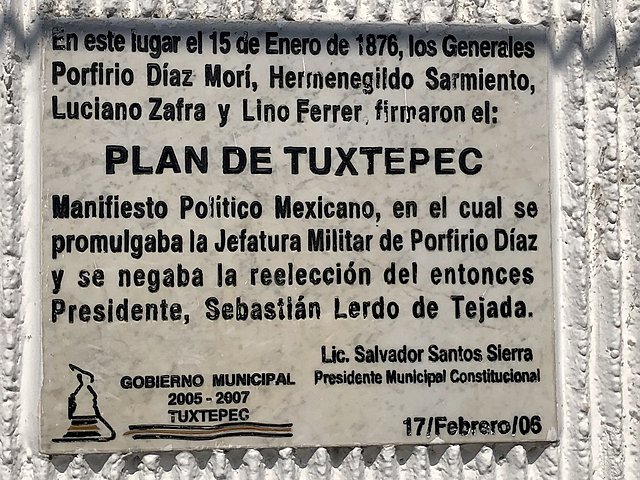 En este lugar el 15 de Enero de 1876, los Generales
Porfirio Díaz Morí, Hermenegildo Sarmiento,
Luciano Zafra y Lino Ferrer, firmaron el:
PLAN DE TUXTEPEC
Manifiesto Político Mexicano, en el cual se
promulgaba la Jefatura Militar de Porfirio Díaz
y se negaba la reelección del entonces
Presidente, Sebastián Lerdo de Tejada.
Lic. Salvador Santos Sierra
Presidente Municipal Constitucional
GOBIERNO MUNICIPAL
2005 - 2007
TUXTEPEC
17/Febrero/06